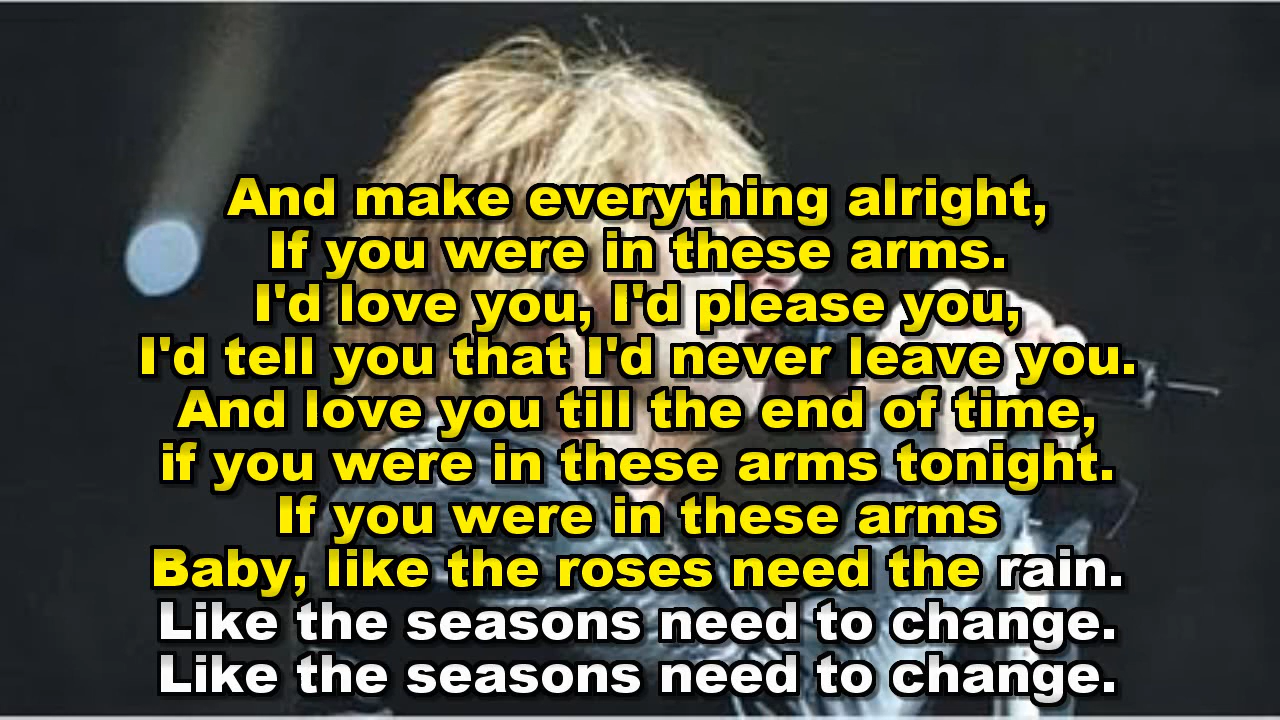 And make everything alright,
If you were in these arms.
I'd love you, I'd please you,
I'd tell you that I'd never leave you.
And love you till the end of time,
if you were in these arms tonight.
If you were in these arms
Baby, like the roses need the rain.
Like the seasons need to change.
Like the seasons need to change.